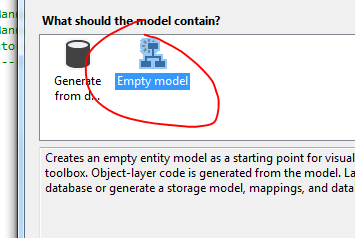 What should the model contain?
Generate
from d...
Empty model
Creates an empty entity model as a starting point for visual
toolbox. Object-layer code is generated from the model. La
database or generate a storage model, mappings, and data